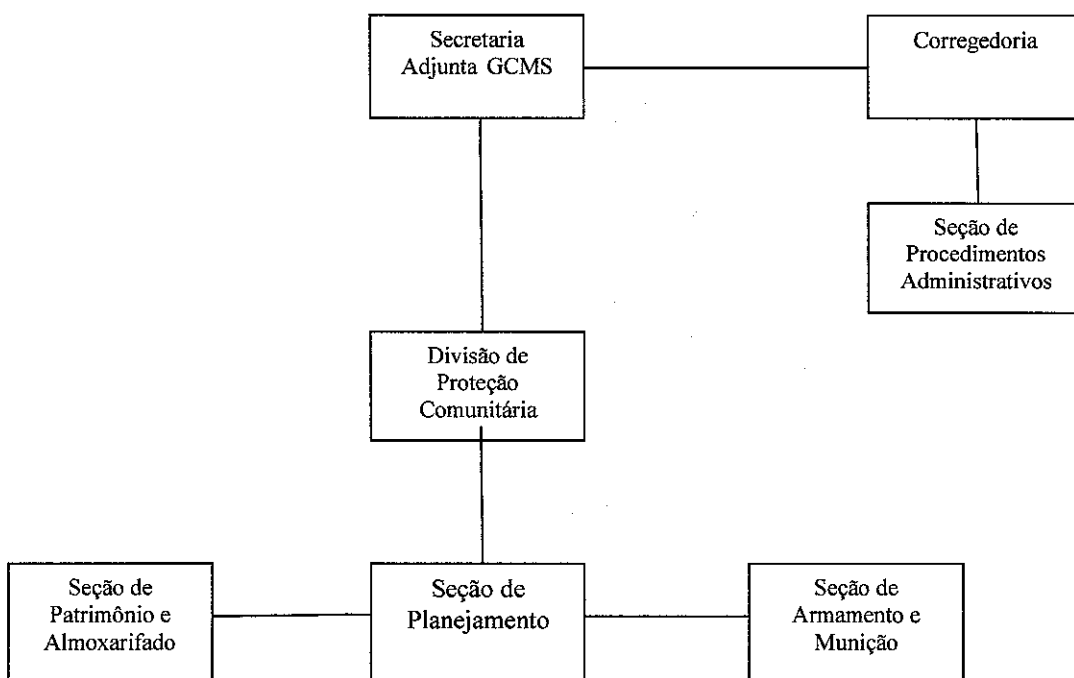 Secretaria
Adjunta GCMS
Corregedoria
Seção de
Procedimentos
Administrativos
Divisão de
Proteção
Comunitária
Seção de
Patrimônio e
Almoxarifado
Seção de
Planejamento
Seção de
Armamento e
Munição